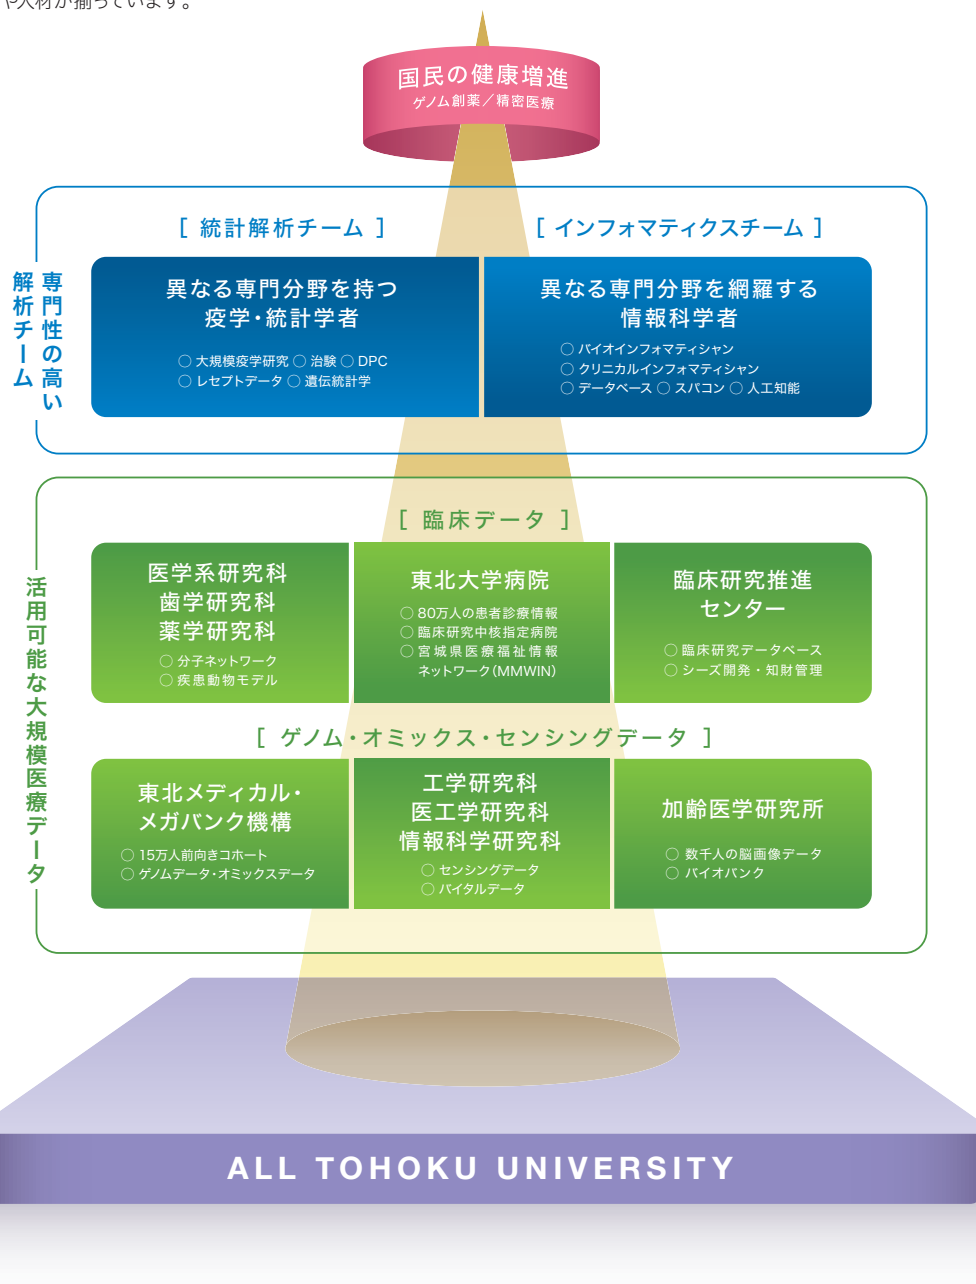 や人材が揃っています。
国民の健康増進
ゲノム創薬／精密医療
専門性の高い
解析チーム
[ 統計解析チーム ]
異なる専門分野を持つ
疫学・統計学者
○ 大規模疫学研究 ○ 治験 ○ DPC
○ レセプトデータ ○ 遺伝統計学
[ インフォマティクスチーム ]
異なる専門分野を網羅する
情報科学者
○ バイオインフォマティシャン
○ クリニカルインフォマティシャン
○ データベース ○ スパコン ○ 人工知能
活用可能な大規模医療データ
[ 臨床データ ]
医学系研究科
歯学研究科
薬学研究科
○ 分子ネットワーク
○ 疾患動物モデル
東北大学病院
○ 80万人の患者診療情報
○ 臨床研究中核指定病院
○ 宮城県医療福祉情報
ネットワーク(MMWIN)
臨床研究推進
センター
○ 臨床研究データベース
○ シーズ開発・知財管理
[ ゲノム・オミックス・センシングデータ ]
東北メディカル・
メガバンク機構
○ 15万人前向きコホート
○ ゲノムデータ・オミックスデータ
工学研究科
医工学研究科
情報科学研究科
○ センシングデータ
○ バイタルデータ
加齢医学研究所
○ 数千人の脳画像データ
○ バイオバンク
ALL TOHOKU UNIVERSITY